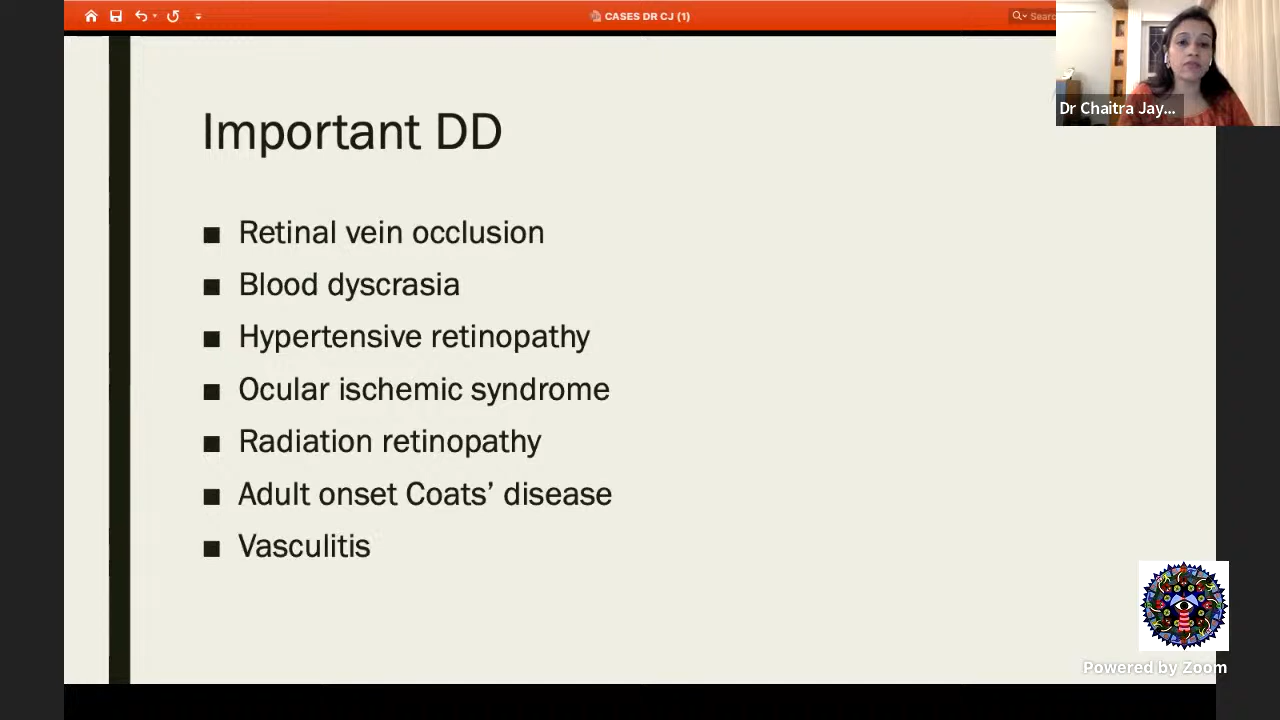 CASES DR CJ (1)
Sear
Dr Chaitra Jay...
Important DD
■ Retinal vein occlusion
■ Blood dyscrasia
■ Hypertensive retinopathy
■ Ocular ischemic syndrome
■ Radiation retinopathy
■ Adult onset Coats’ disease
■ Vasculitis
Powered by Zoom